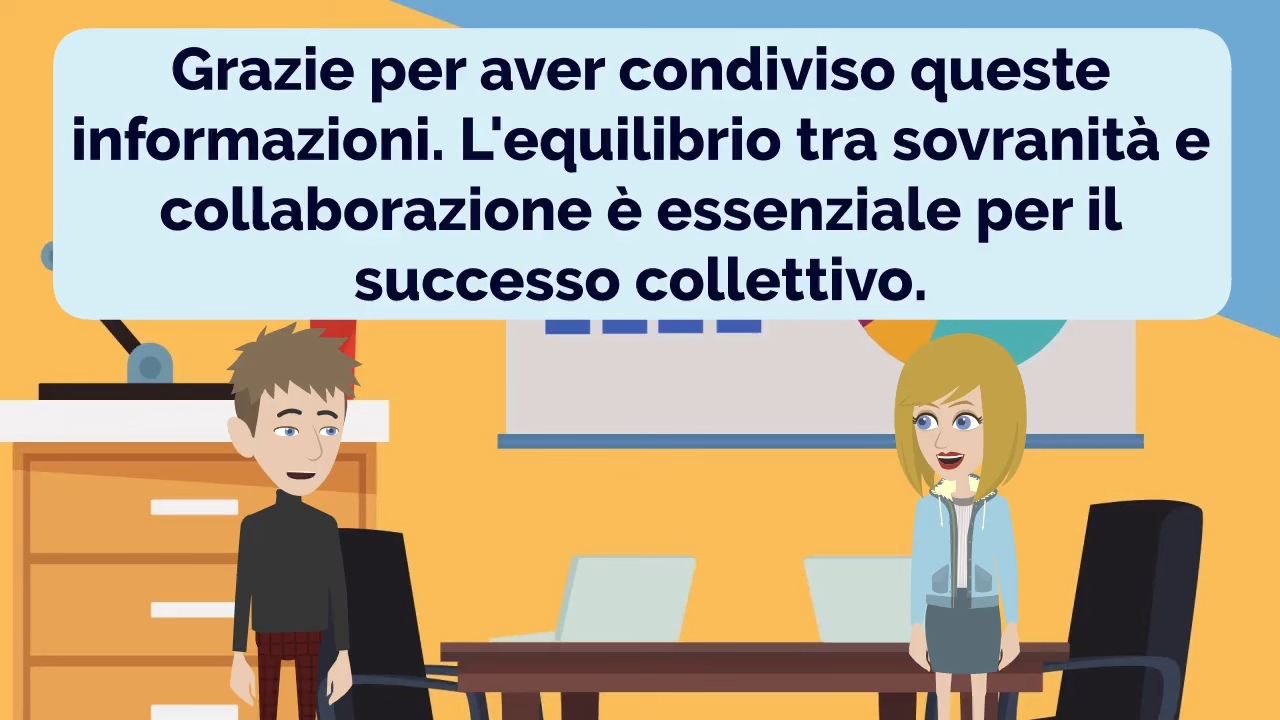 Grazie per aver condiviso queste
informazioni. L'equilibrio tra sovranità e
collaborazione è essenziale per il
successo collettivo.